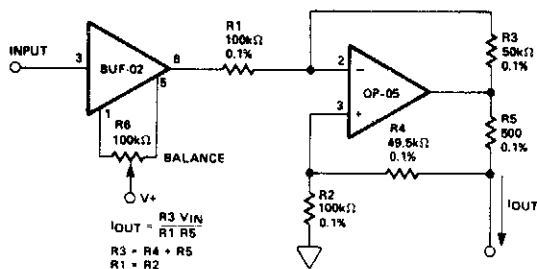 INPUT
3
BUF-02
6
5
1
R6
100kΩ
BALANCE
V+
R1
100kΩ
0.1%
2
−
OP-05
3
+
R3
50kΩ
0.1%
R4
49.5kΩ
0.1%
R5
500
0.1%
R2
100kΩ
0.1%
IOUT
IOUT = R3 VIN
R1 R5
R3 = R4 + R5
R1 = R2